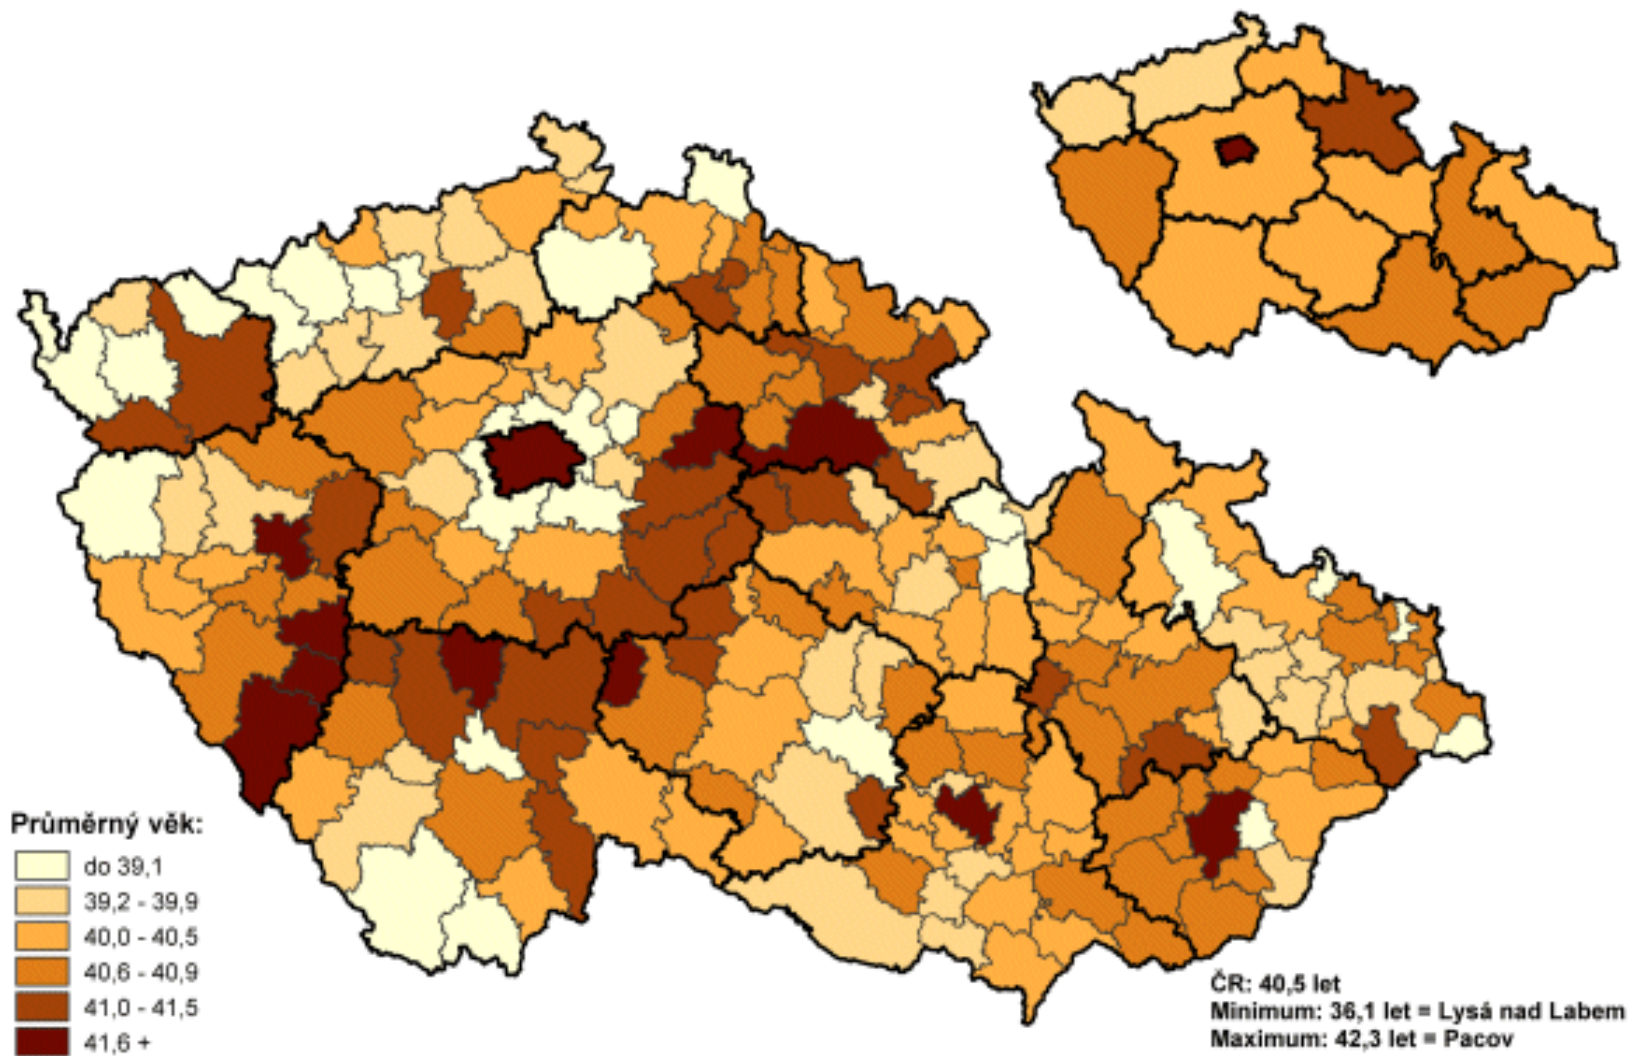 Průměrný věk:
do 39,1
39,2 - 39,9
40,0 - 40,5
40,6 - 40,9
41,0 - 41,5
41,6 +
ČR: 40,5 let
Minimum: 36,1 let = Lysá nad Labem
Maximum: 42,3 let = Pacov